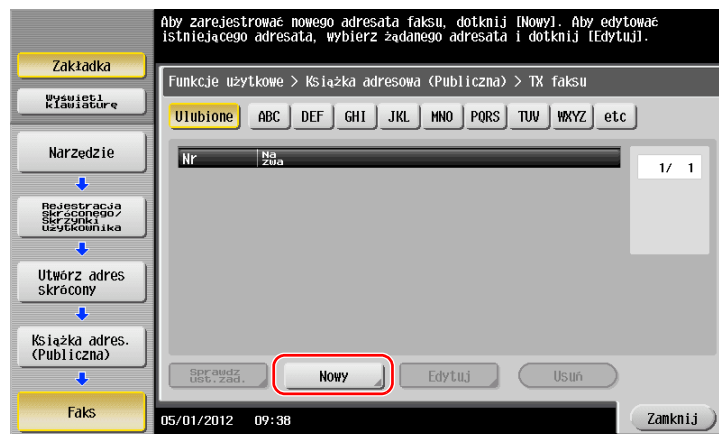 Aby zarejestrować nowego adresata faksu, dotknij [Nowy]. Aby edytować
istniejącego adresata, wybierz żądanego adresata i dotknij [Edytuj].
Zakładka
Wyświetl
klawiaturę
Narzędzie
Rejestracja
skróconego/
Skrzynki
użytkownika
Utwórz adres
skrócony
Książka adres.
(Publiczna)
Faks
Funkcje użytkowe > Książka adresowa (Publiczna) > TX faksu
Ulubione ABC DEF GHI JKL MNO PQRS TUV WXYZ etc
Nr Na
zwa
1/ 1
Sprawdz
ust.zad.
Nowy Edytuj Usuń
05/01/2012 09:38 Zamknij